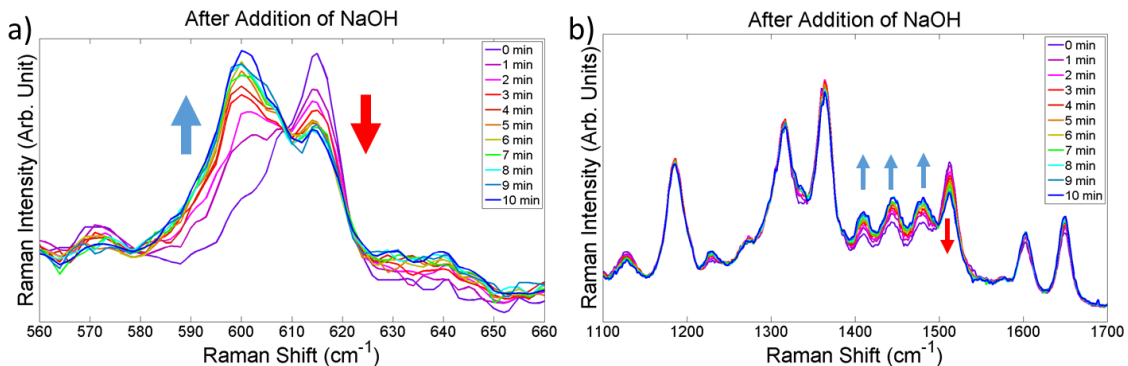 a)
After Addition of NaOH
Raman Intensity (Arb. Unit)
0 min
1 min
2 min
3 min
4 min
5 min
6 min
7 min
8 min
9 min
10 min
560 570 580 590 600 610 620 630 640 650 660
Raman Shift (cm⁻¹)
b)
After Addition of NaOH
Raman Intensity (Arb. Units)
0 min
1 min
2 min
3 min
4 min
5 min
6 min
7 min
8 min
9 min
10 min
1100 1200 1300 1400 1500 1600 1700
Raman Shift (cm⁻¹)